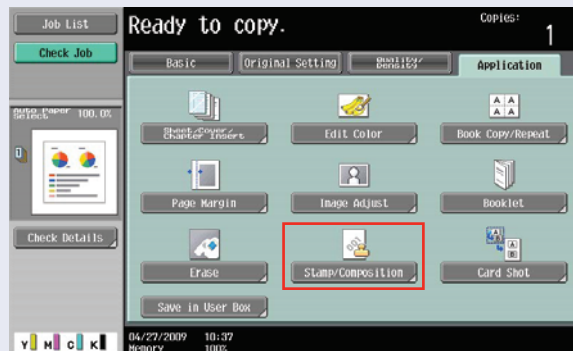 Job List
Check Job
Ready to copy.
Copies:
1
Basic
Original Setting
Quality/
Density
Application
Auto Paper
Select
100.0%
Sheet/Cover/
Chapter Insert
Edit Color
A A
A A
Book Copy/Repeat
Page Margin
Image Adjust
Booklet
Check Details
Erase
Stamp/Composition
Card Shot
Save in User Box
Y M C K
04/27/2009 10:37
Memory 100%